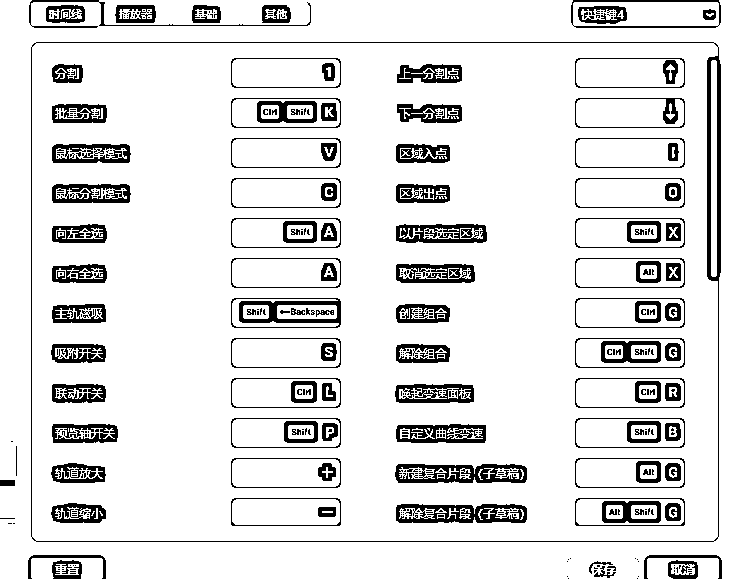 时间线 播放器 基础 其他 快捷键4
分割 1 上一分割点 ↑
批量分割 Ctrl Shift K 下一分割点 ↓
鼠标选择模式 V 区域入点 I
鼠标分割模式 C 区域出点 O
向左全选 Shift A 以片段选定区域 Shift X
向右全选 A 取消选定区域 Alt X
主轨磁吸 Shift ←Backspace 创建组合 Ctrl G
吸附开关 S 解除组合 Ctrl Shift G
联动开关 Ctrl L 唤起变速面板 Ctrl R
预览轴开关 Shift P 自定义曲线变速 Shift B
轨道放大 + 新建复合片段 (子草稿) Alt G
轨道缩小 - 解除复合片段 (子草稿) Alt Shift G
重置 保存 取消